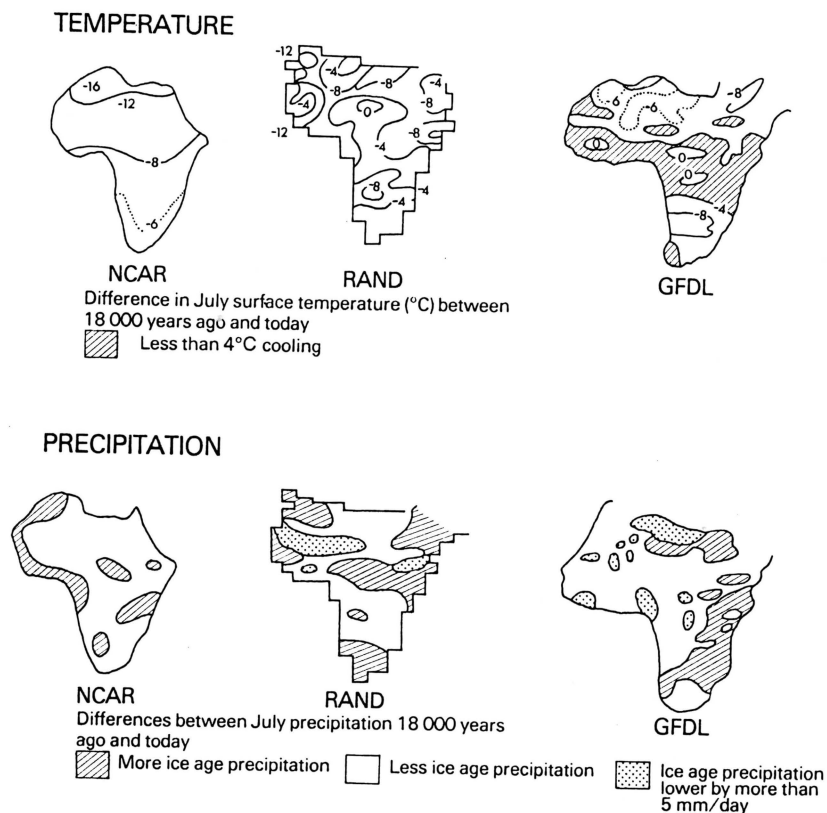 TEMPERATURE
-16
-12
-8
-6
NCAR
-12
-4
-8
-8
-4
-8
-4
0
-12
-8
-4
-8
-4
-4
RAND
-8
-6
-6
0
0
0
-4
-8
GFDL
Difference in July surface temperature (°C) between
18 000 years ago and today
Less than 4°C cooling
PRECIPITATION
NCAR
RAND
GFDL
Differences between July precipitation 18 000 years
ago and today
More ice age precipitation
Less ice age precipitation
Ice age precipitation
lower by more than
5 mm/day